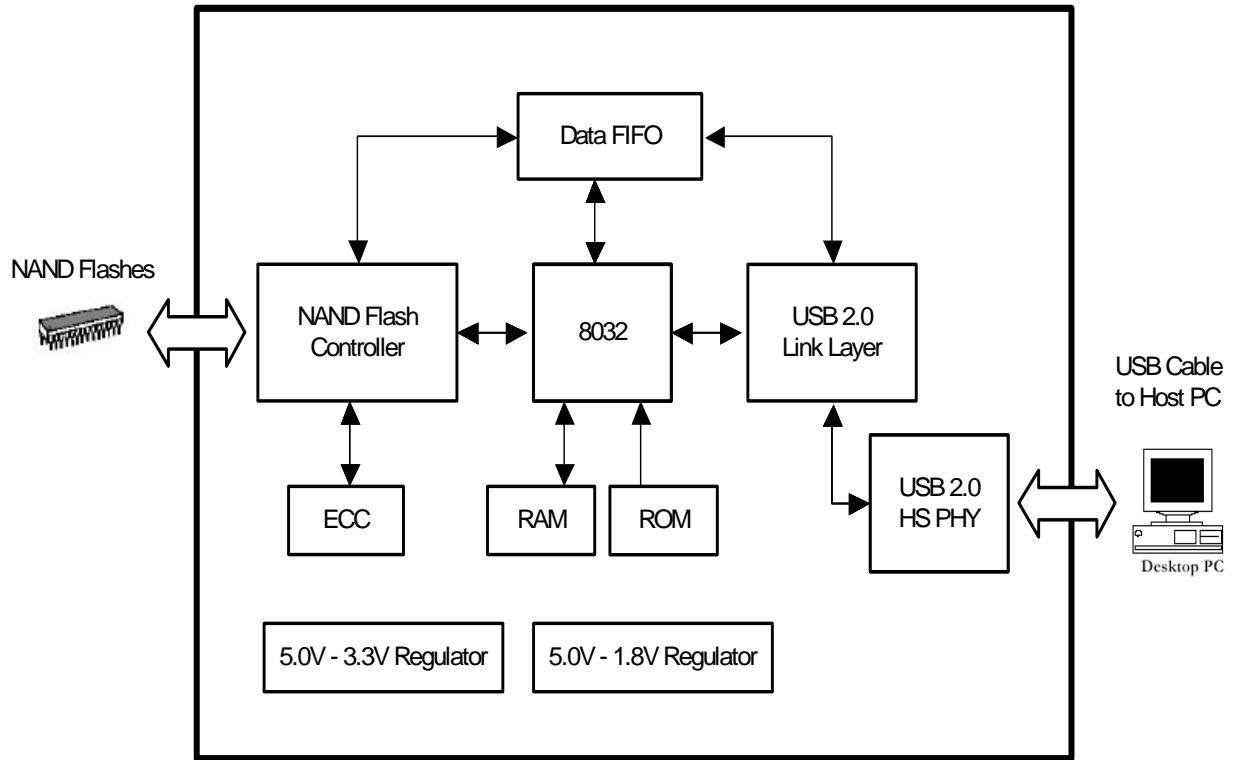 Data FIFO
NAND Flashes
NAND Flash
Controller
8032
USB 2.0
Link Layer
USB Cable
to Host PC
ECC
RAM
ROM
USB 2.0
HS PHY
Desktop PC
5.0V - 3.3V Regulator
5.0V - 1.8V Regulator